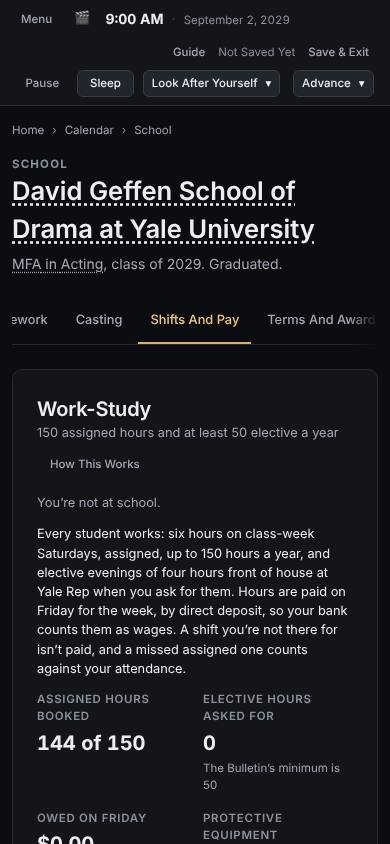 Menu 🎬 9:00 AM · September 2, 2029
Guide Not Saved Yet Save & Exit
Pause Sleep Look After Yourself ▾ Advance ▾
Home › Calendar › School
SCHOOL
David Geffen School of
Drama at Yale University
MFA in Acting, class of 2029. Graduated.
ework Casting Shifts And Pay Terms And Award
Work-Study
150 assigned hours and at least 50 elective a year
How This Works
You’re not at school.
Every student works: six hours on class-week
Saturdays, assigned, up to 150 hours a year, and
elective evenings of four hours front of house at
Yale Rep when you ask for them. Hours are paid on
Friday for the week, by direct deposit, so your bank
counts them as wages. A shift you’re not there for
isn’t paid, and a missed assigned one counts
against your attendance.
ASSIGNED HOURS
BOOKED
144 of 150
ELECTIVE HOURS
ASKED FOR
0
The Bulletin’s minimum is
50
OWED ON FRIDAY
$0.00
PROTECTIVE
EQUIPMENT